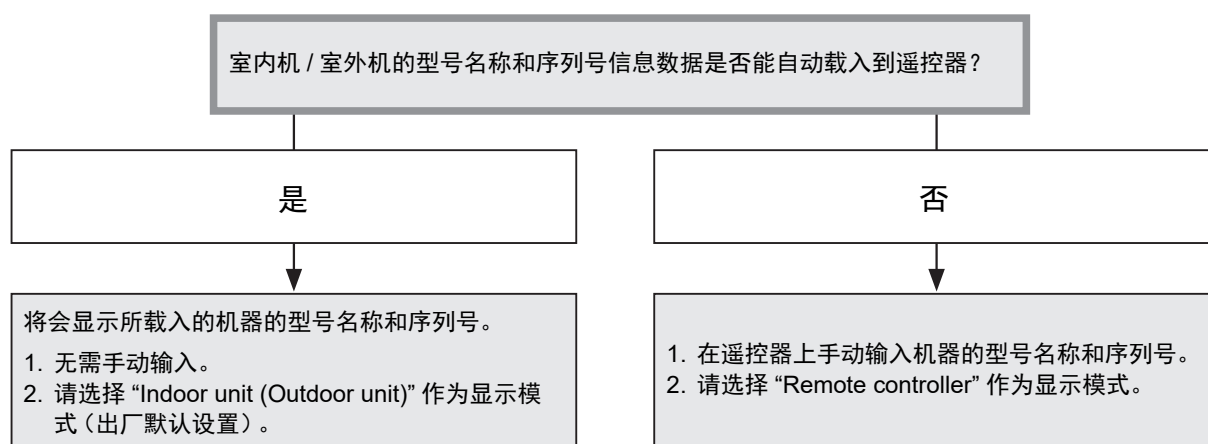 室内机 / 室外机的型号名称和序列号信息数据是否能自动载入到遥控器？
是
否
将会显示所载入的机器的型号名称和序列号。
1. 无需手动输入。
2. 请选择 “Indoor unit (Outdoor unit)” 作为显示模
式（出厂默认设置）。
1. 在遥控器上手动输入机器的型号名称和序列号。
2. 请选择 “Remote controller” 作为显示模式。